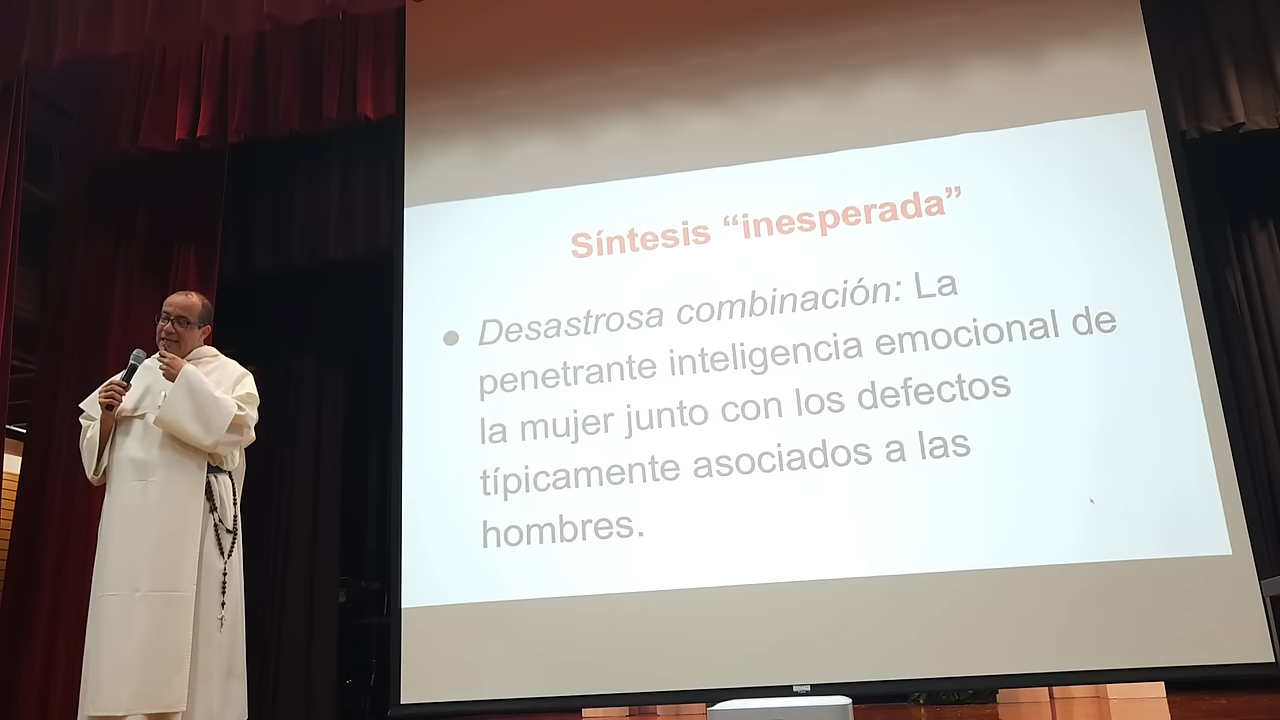 Síntesis “inesperada”
● Desastrosa combinación: La
penetrante inteligencia emocional de
la mujer junto con los defectos
típicamente asociados a las
hombres.